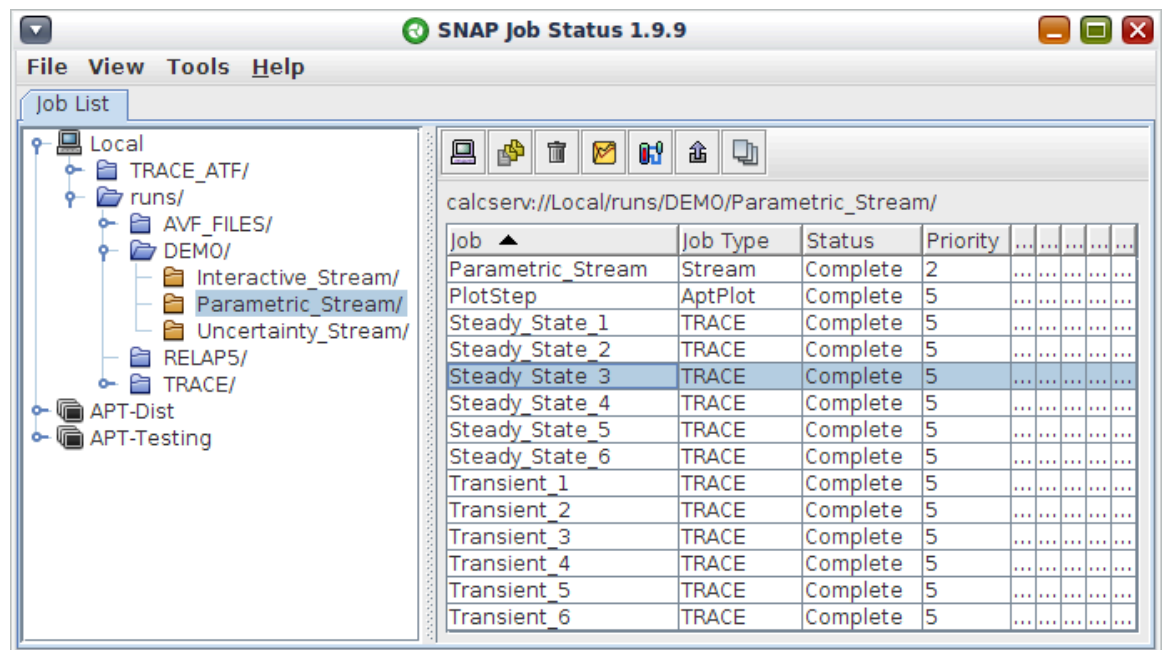 SNAP Job Status 1.9.9
File View Tools Help
Job List
Local
TRACE_ATF/
runs/
AVF_FILES/
DEMO/
Interactive_Stream/
Parametric_Stream/
Uncertainty_Stream/
RELAP5/
TRACE/
APT-Dist
APT-Testing
calcserv://Local/runs/DEMO/Parametric_Stream/
Job ▲ Job Type Status Priority ... ... ... ... ...
Parametric_Stream Stream Complete 2 ... ... ... ... ...
PlotStep AptPlot Complete 5 ... ... ... ... ...
Steady_State_1 TRACE Complete 5 ... ... ... ... ...
Steady_State_2 TRACE Complete 5 ... ... ... ... ...
Steady_State_3 TRACE Complete 5 ... ... ... ... ...
Steady_State_4 TRACE Complete 5 ... ... ... ... ...
Steady_State_5 TRACE Complete 5 ... ... ... ... ...
Steady_State_6 TRACE Complete 5 ... ... ... ... ...
Transient_1 TRACE Complete 5 ... ... ... ... ...
Transient_2 TRACE Complete 5 ... ... ... ... ...
Transient_3 TRACE Complete 5 ... ... ... ... ...
Transient_4 TRACE Complete 5 ... ... ... ... ...
Transient_5 TRACE Complete 5 ... ... ... ... ...
Transient_6 TRACE Complete 5 ... ... ... ... ...